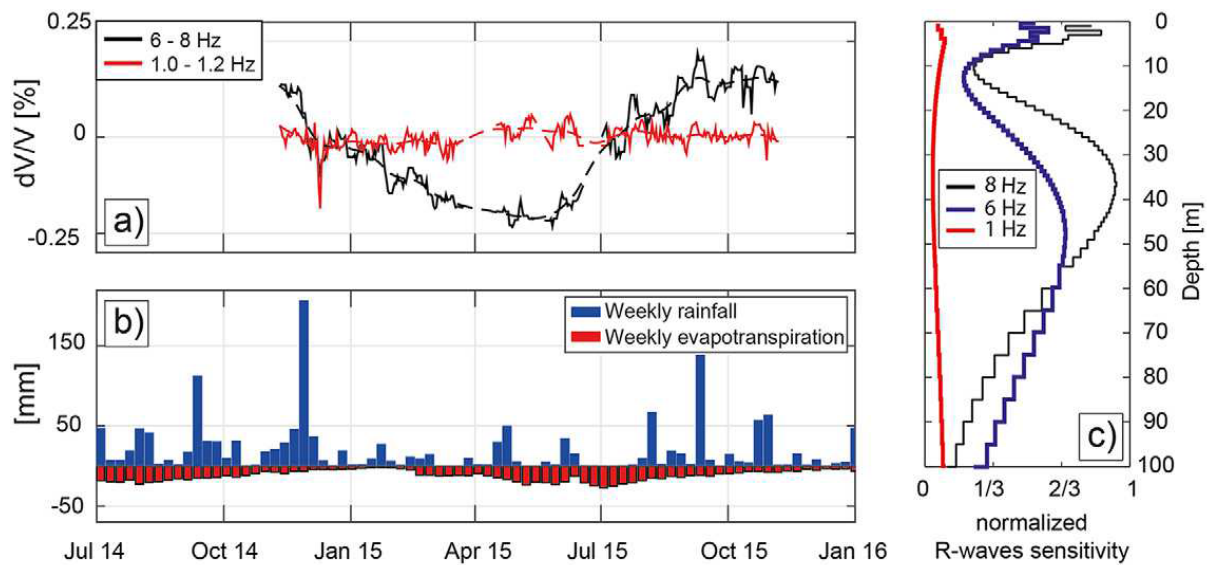 0.25
6 - 8 Hz
1.0 - 1.2 Hz
dV/V [%]
0
-0.25
a)
b)
Weekly rainfall
Weekly evapotranspiration
150
[mm]
50
-50
Jul 14 Oct 14 Jan 15 Apr 15 Jul 15 Oct 15 Jan 16
0
10
20
30
8 Hz
6 Hz
1 Hz
40
50
Depth [m]
60
70
80
90
c)
100
0 1/3 2/3 1
normalized
R-waves sensitivity